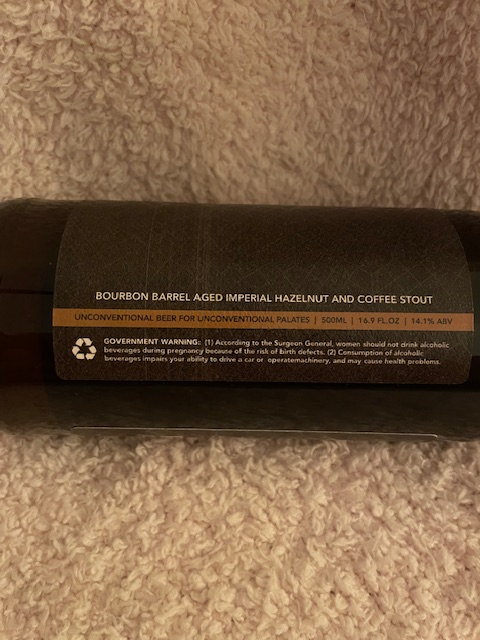 BOURBON BARREL AGED IMPERIAL HAZELNUT AND COFFEE STOUT
UNCONVENTIONAL BEER FOR UNCONVENTIONAL PALATES | 500ML | 16.9 FL.OZ | 14.1% ABV
GOVERNMENT WARNING: (1) According to the Surgeon General, women should not drink alcoholic
beverages during pregnancy because of the risk of birth defects. (2) Consumption of alcoholic
beverages impairs your ability to drive a car or operatemachinery, and may cause health problems.